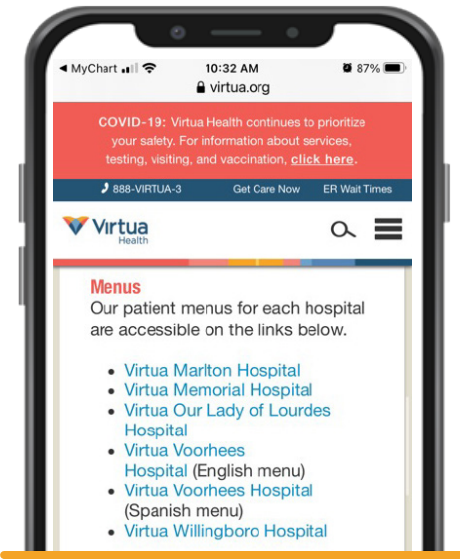 MyChart
10:32 AM
87%
virtua.org
COVID-19: Virtua Health continues to prioritize
your safety. For information about services,
testing, visiting, and vaccination, click here.
888-VIRTUA-3 Get Care Now ER Wait Times
Virtua
Health
Menus
Our patient menus for each hospital
are accessible on the links below.
• Virtua Marlton Hospital
• Virtua Memorial Hospital
• Virtua Our Lady of Lourdes
Hospital
• Virtua Voorhees
Hospital (English menu)
• Virtua Voorhees Hospital
(Spanish menu)
• Virtua Willingboro Hospital